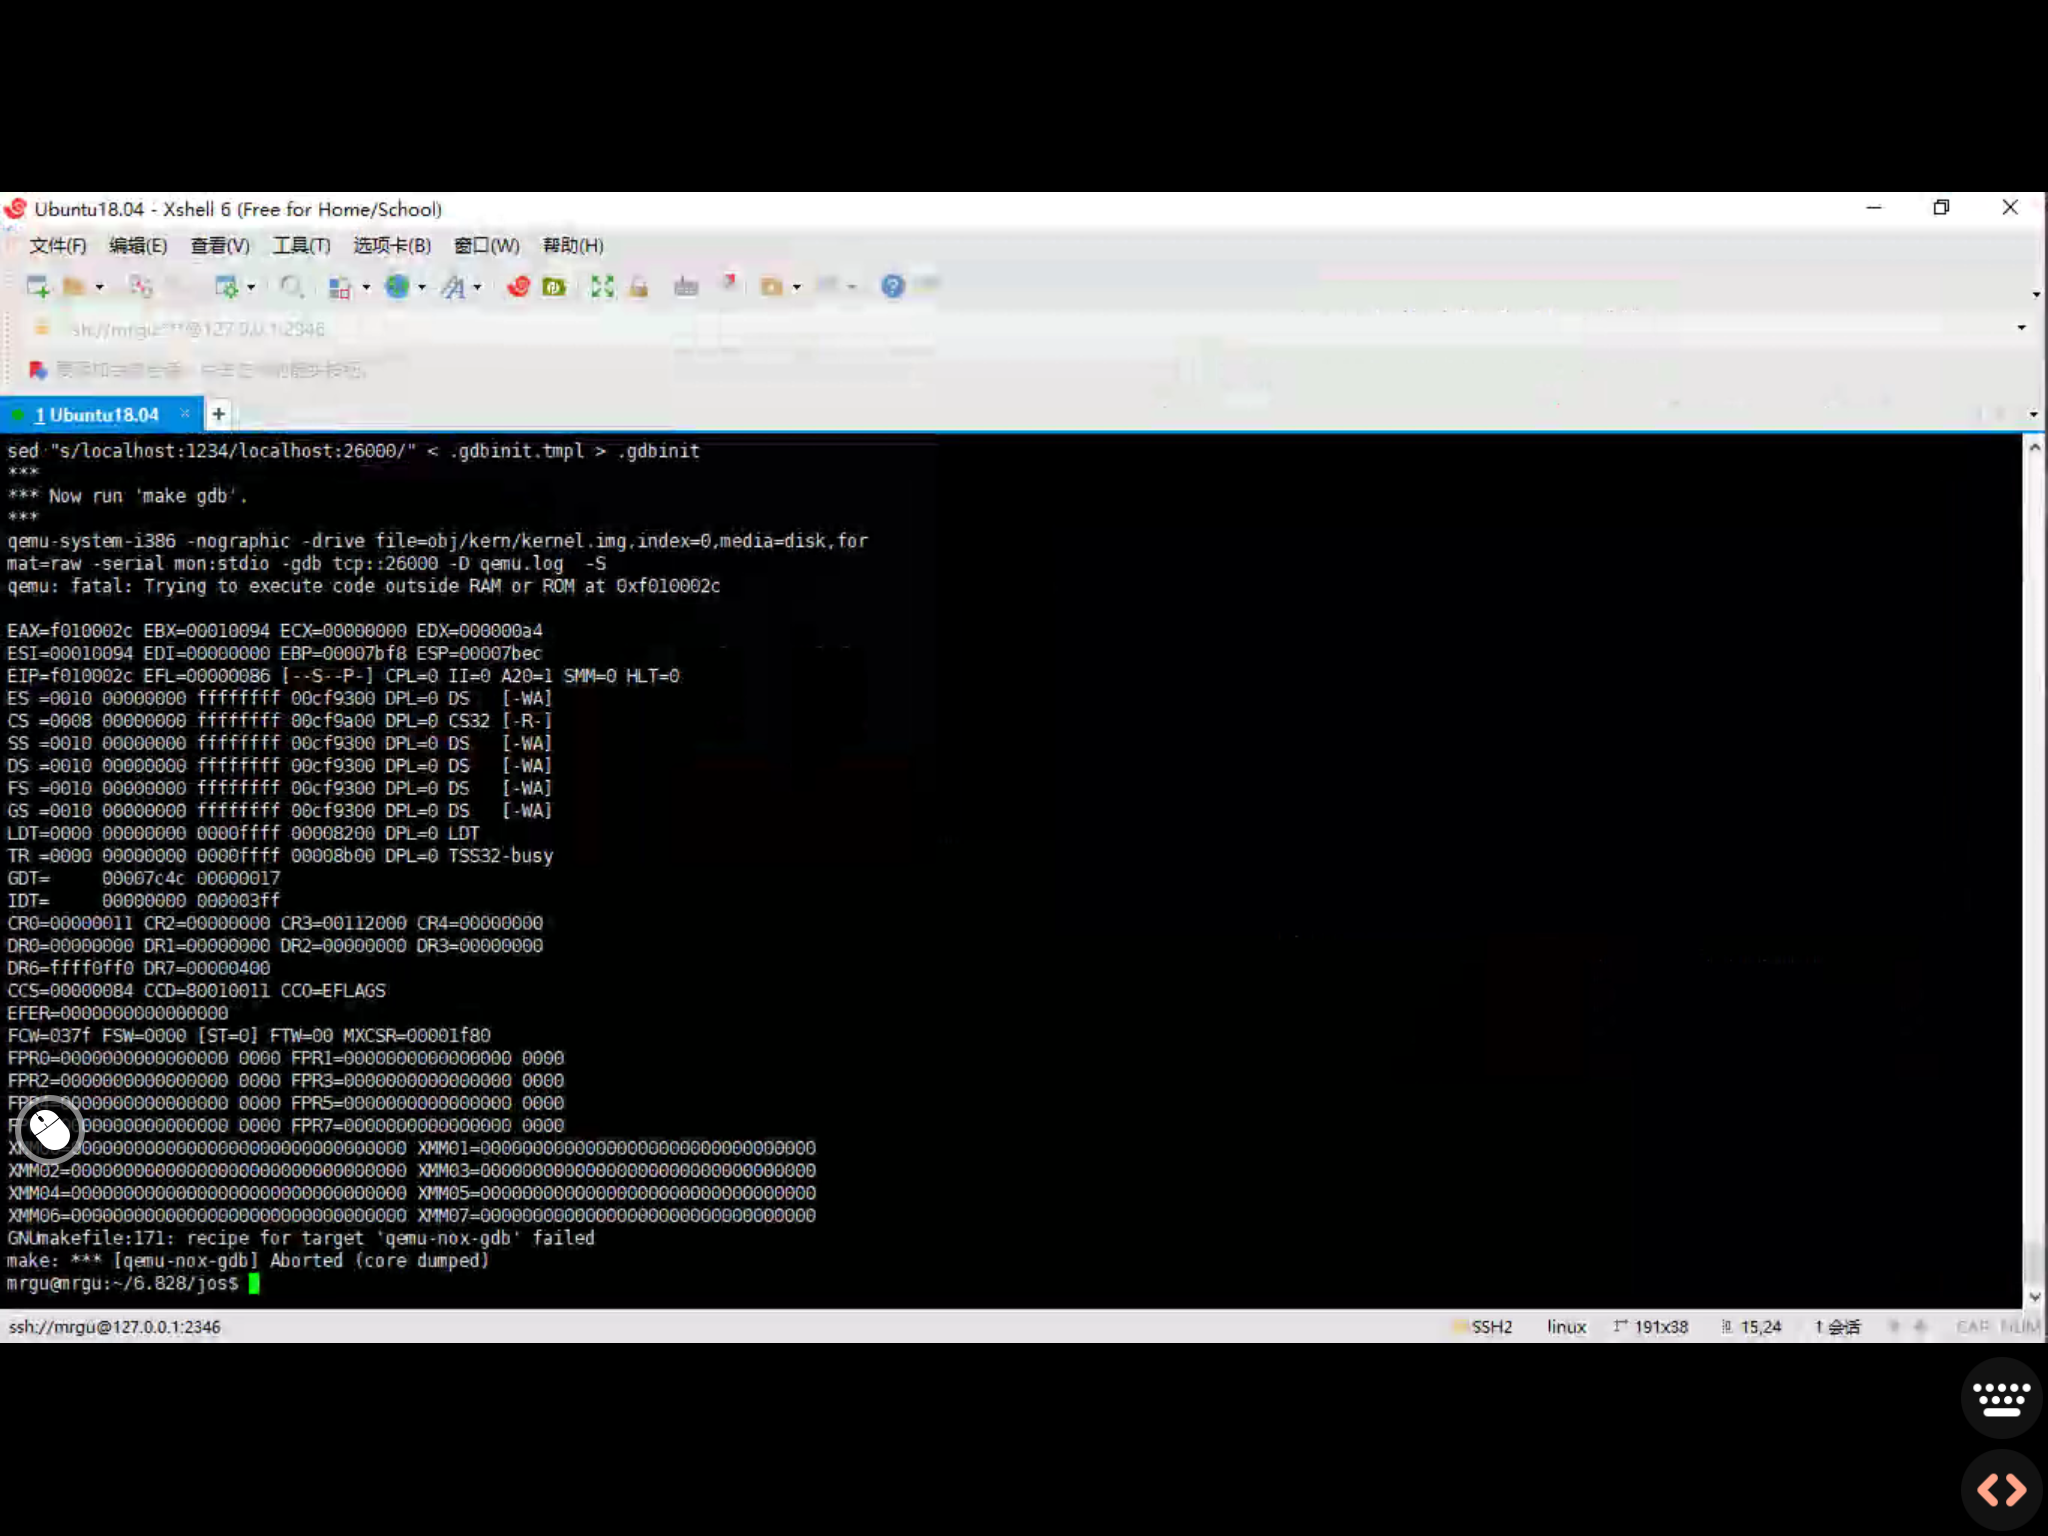 Ubuntu18.04 - Xshell 6 (Free for Home/School)
文件(F) 编辑(E) 查看(V) 工具(T) 选项卡(B) 窗口(W) 帮助(H)
1 Ubuntu18.04
sed "s/localhost:1234/localhost:26000/" < .gdbinit.tmpl > .gdbinit
***
*** Now run 'make gdb'.
***
qemu-system-i386 -nographic -drive file=obj/kern/kernel.img,index=0,media=disk,for
mat=raw -serial mon:stdio -gdb tcp::26000 -D qemu.log  -S
qemu: fatal: Trying to execute code outside RAM or ROM at 0xf010002c
EAX=f010002c EBX=00010094 ECX=00000000 EDX=000000a4
ESI=00010094 EDI=00000000 EBP=00007bf8 ESP=00007bec
EIP=f010002c EFL=00000086 [--S--P-] CPL=0 II=0 A20=1 SMM=0 HLT=0
ES =0010 00000000 ffffffff 00cf9300 DPL=0 DS   [-WA]
CS =0008 00000000 ffffffff 00cf9a00 DPL=0 CS32 [-R-]
SS =0010 00000000 ffffffff 00cf9300 DPL=0 DS   [-WA]
DS =0010 00000000 ffffffff 00cf9300 DPL=0 DS   [-WA]
FS =0010 00000000 ffffffff 00cf9300 DPL=0 DS   [-WA]
GS =0010 00000000 ffffffff 00cf9300 DPL=0 DS   [-WA]
LDT=0000 00000000 0000ffff 00008200 DPL=0 LDT
TR =0000 00000000 0000ffff 00008b00 DPL=0 TSS32-busy
GDT=     00007c4c 00000017
IDT=     00000000 000003ff
CR0=00000011 CR2=00000000 CR3=00112000 CR4=00000000
DR0=00000000 DR1=00000000 DR2=00000000 DR3=00000000
DR6=ffff0ff0 DR7=00000400
CCS=00000084 CCD=80010011 CCO=EFLAGS
EFER=0000000000000000
FCW=037f FSW=0000 [ST=0] FTW=00 MXCSR=00001f80
FPR0=0000000000000000 0000 FPR1=0000000000000000 0000
FPR2=0000000000000000 0000 FPR3=0000000000000000 0000
0000 FPR5=0000000000000000 0000
0000 FPR7=0000000000000000 0000
XMM01=00000000000000000000000000000000
XMM02=00000000000000000000000000000000 XMM03=00000000000000000000000000000000
XMM04=00000000000000000000000000000000 XMM05=00000000000000000000000000000000
XMM06=00000000000000000000000000000000 XMM07=00000000000000000000000000000000
GNUmakefile:171: recipe for target 'qemu-nox-gdb' failed
make: *** [qemu-nox-gdb] Aborted (core dumped)
mrgu@mrgu:~/6.828/jos$
ssh://mrgu@127.0.0.1:2346 SSH2 linux 191x38 15,24 1 会话 CAP NUM